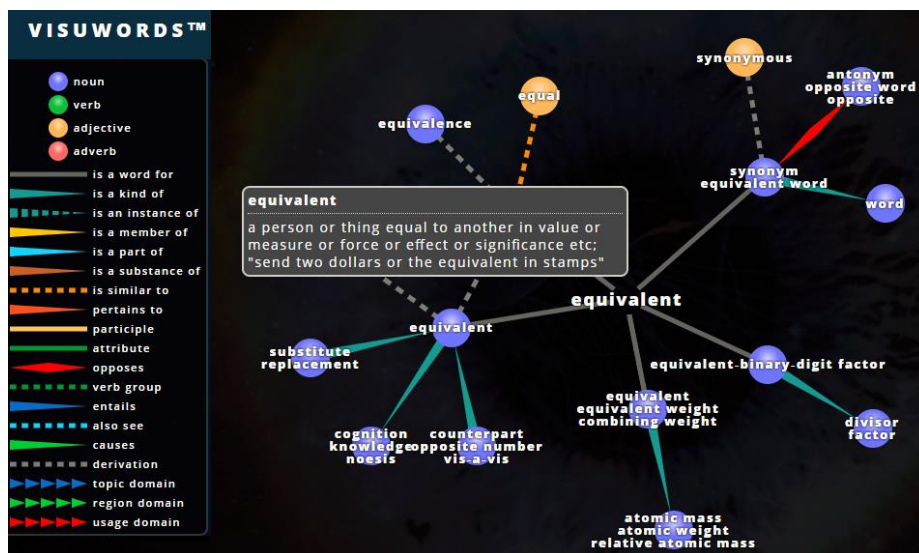 VISUWORDS™
noun
verb
adjective
adverb
is a word for
is a kind of
is an instance of
is a member of
is a part of
is a substance of
is similar to
pertains to
participle
attribute
opposes
verb group
entails
also see
causes
derivation
topic domain
region domain
usage domain
synonymous
antonym
opposite word
opposite
equal
equivalence
synonym
equivalent word
word
equivalent
a person or thing equal to another in value or
measure or force or effect or significance etc;
"send two dollars or the equivalent in stamps"
equivalent
equivalent
substitute
replacement
equivalent-binary-digit factor
equivalent
equivalent weight
combining weight
cognition
knowledge
noesis
counterpart
opposite number
vis-a-vis
divisor
factor
atomic mass
atomic weight
relative atomic mass